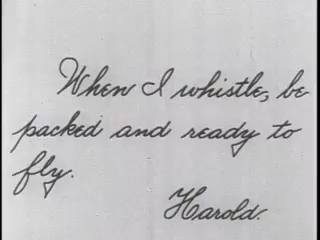 When I whistle, be
packed and ready to
fly.
Harold.